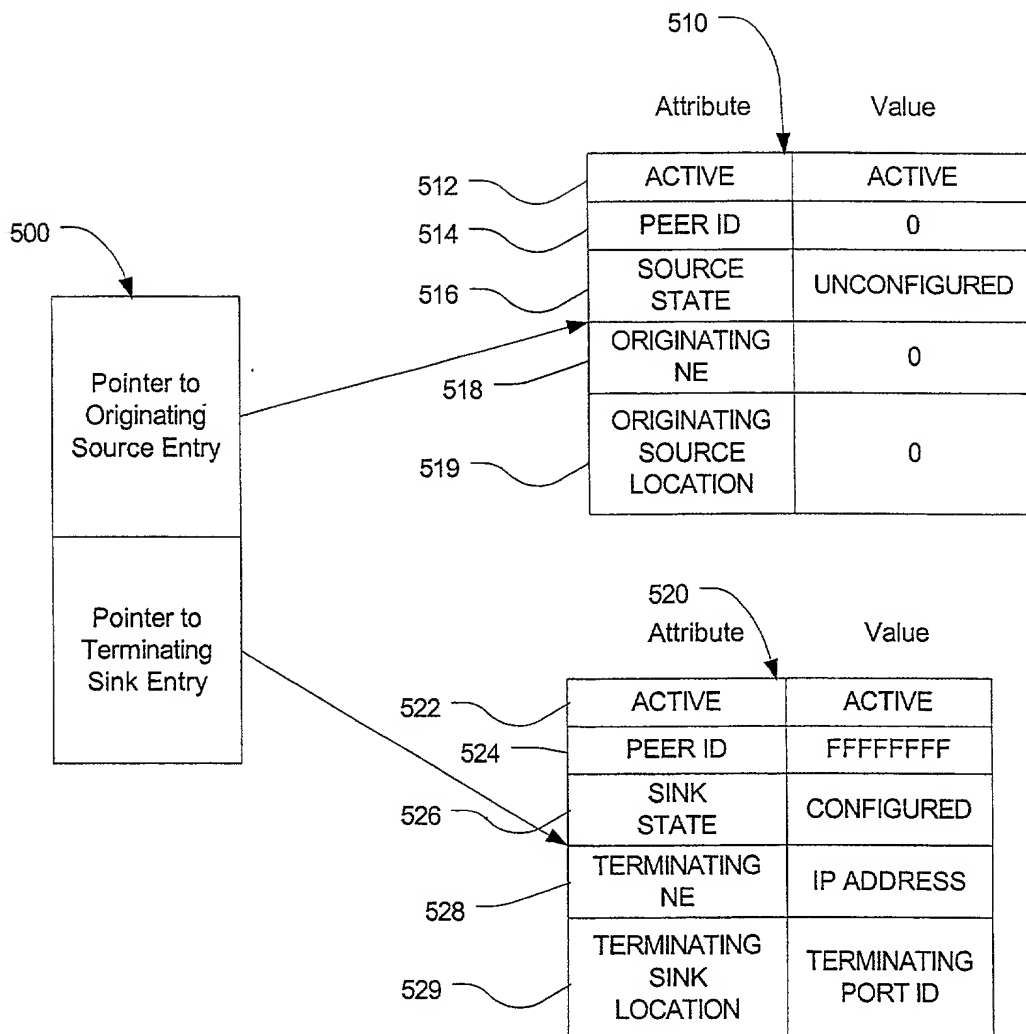 510
Attribute Value
512 ACTIVE ACTIVE
514 PEER ID 0
516 SOURCE
STATE UNCONFIGURED
518 ORIGINATING
NE 0
519 ORIGINATING
SOURCE
LOCATION 0
500
Pointer to
Originating
Source Entry
Pointer to
Terminating
Sink Entry
520
Attribute Value
522 ACTIVE ACTIVE
524 PEER ID FFFFFFFF
526 SINK
STATE CONFIGURED
528 TERMINATING
NE IP ADDRESS
529 TERMINATING
SINK
LOCATION TERMINATING
PORT ID